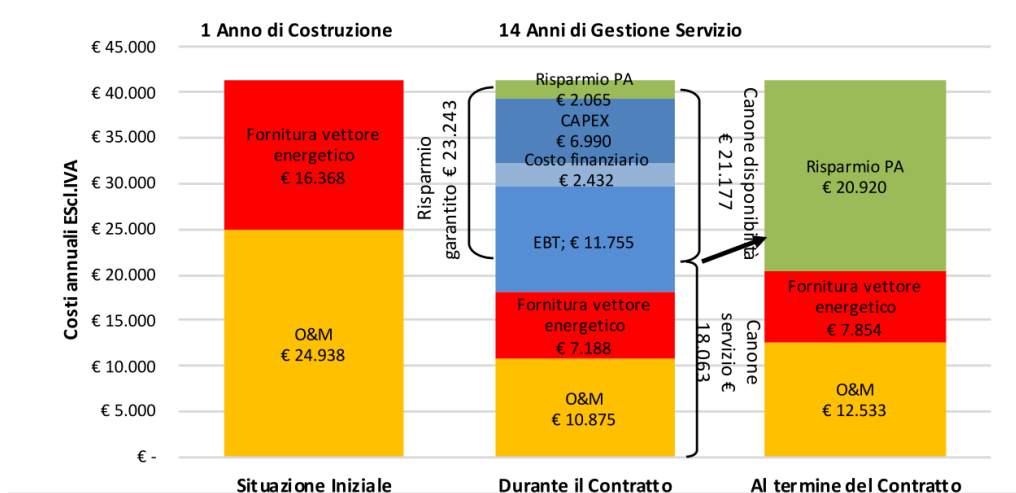 1 Anno di Costruzione
14 Anni di Gestione Servizio
Costi annuali EScl.IVA
€ 45.000
€ 40.000
€ 35.000
€ 30.000
€ 25.000
€ 20.000
€ 15.000
€ 10.000
€ 5.000
€ -
Fornitura vettore
energetico
€ 16.368
O&M
€ 24.938
Risparmio
garantito € 23.243
Risparmio PA
€ 2.065
CAPEX
€ 6.990
Costo finanziario
€ 2.432
EBT; € 11.755
Fornitura vettore
energetico
€ 7.188
O&M
€ 10.875
Canone disponibilità
€ 21.177
Canone
servizio €
18.063
Risparmio PA
€ 20.920
Fornitura vettore
energetico
€ 7.854
O&M
€ 12.533
Situazione Iniziale
Durante il Contratto
Al termine del Contratto